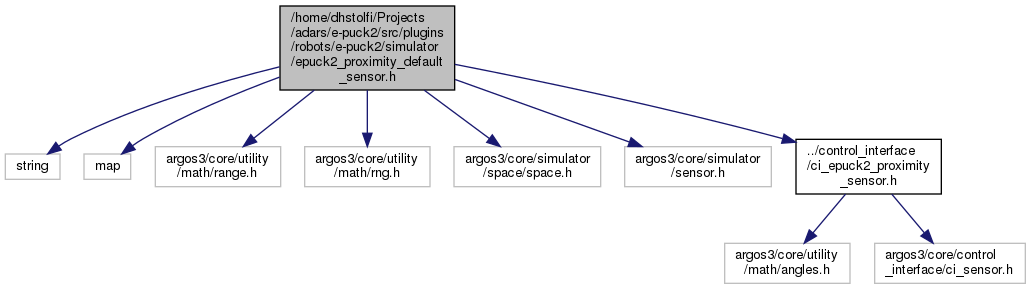 /home/dhstolfi/Projects
/adars/e-puck2/src/plugins
/robots/e-puck2/simulator
/epuck2_proximity_default
_sensor.h
string
map
argos3/core/utility
/math/range.h
argos3/core/utility
/math/rng.h
argos3/core/simulator
/space/space.h
argos3/core/simulator
/sensor.h
../control_interface
/ci_epuck2_proximity
_sensor.h
argos3/core/utility
/math/angles.h
argos3/core/control
_interface/ci_sensor.h